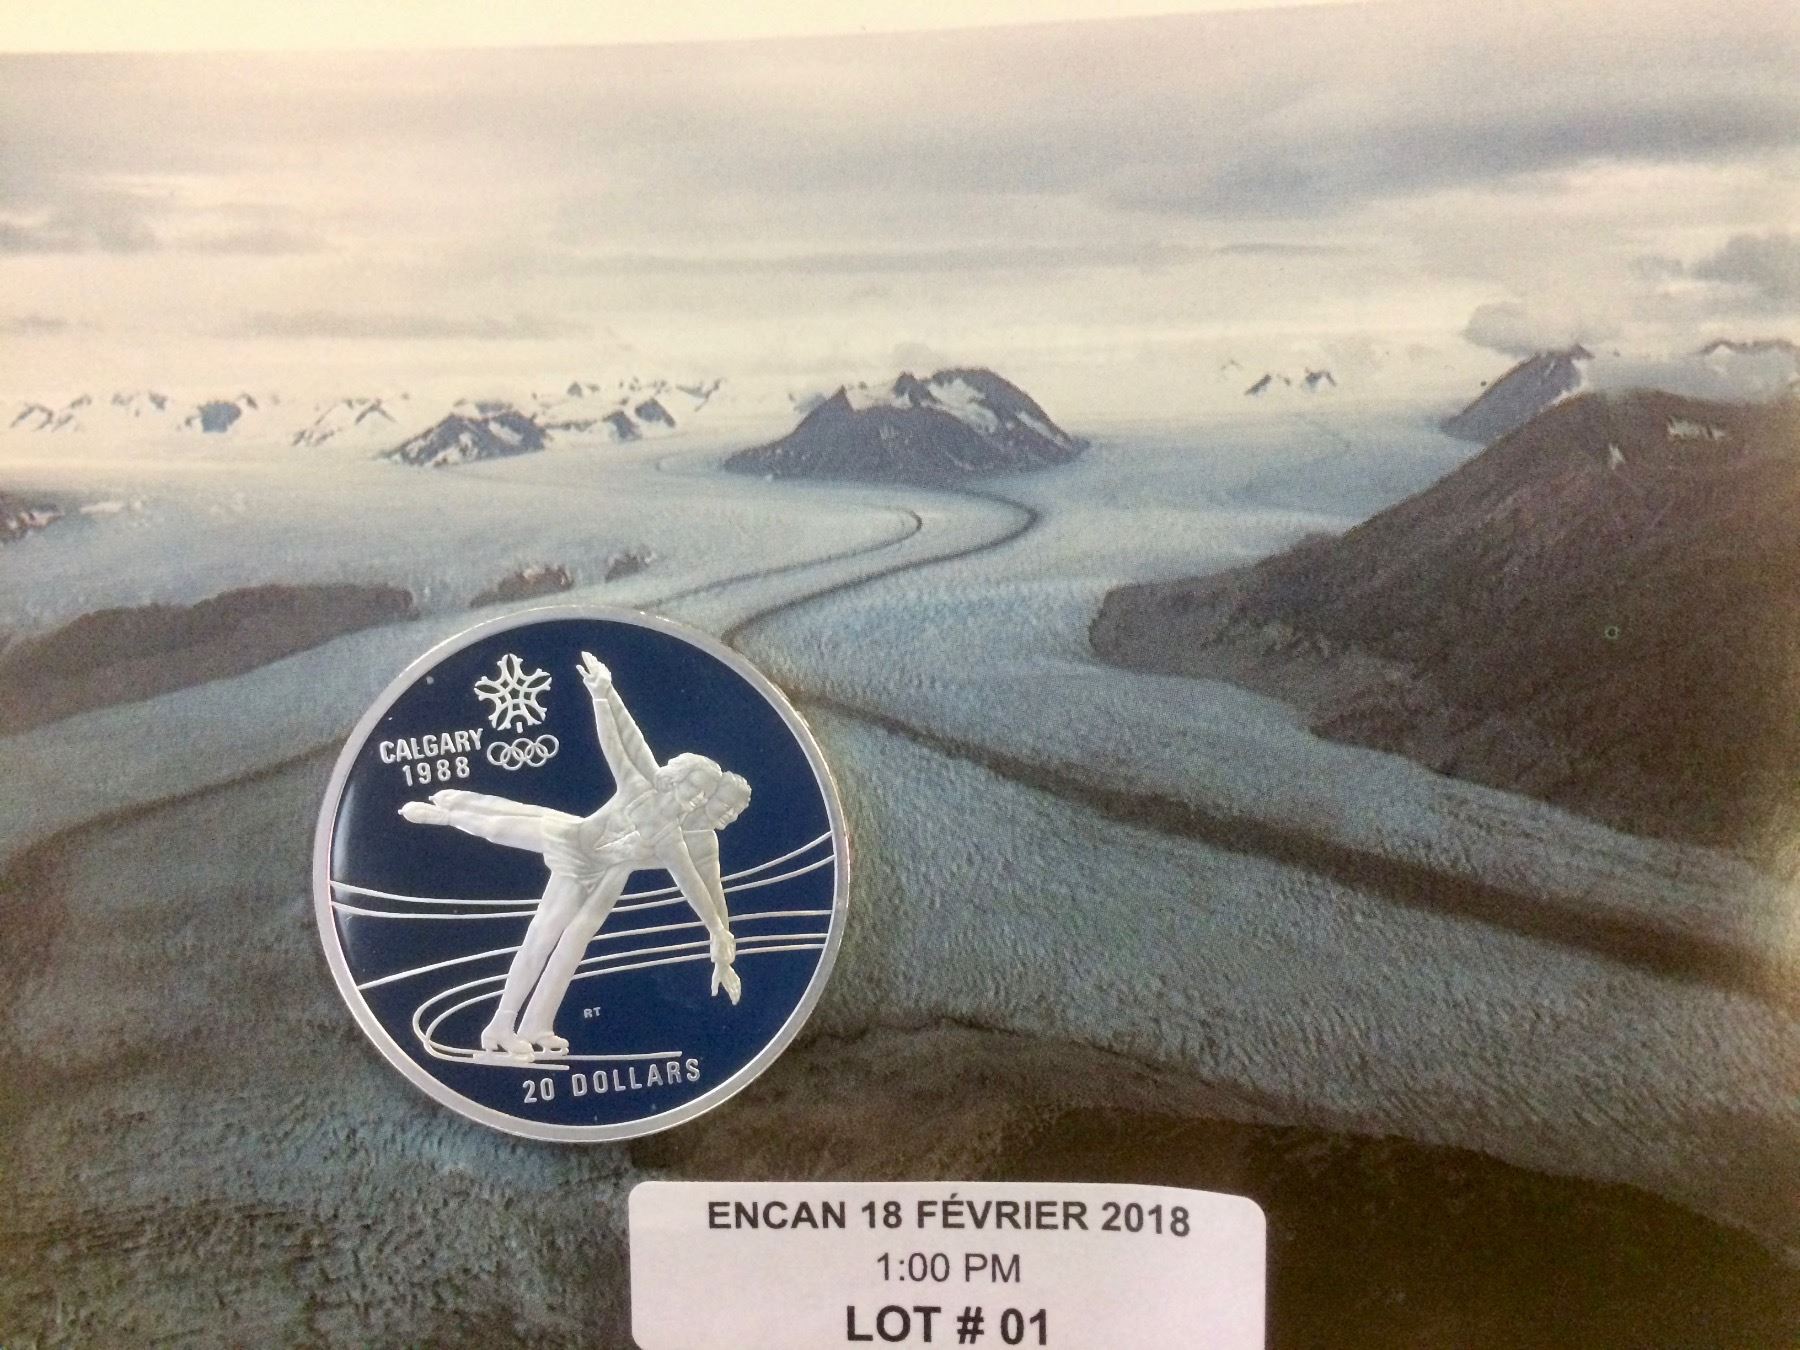 CALGARY
1988
RT
20 DOLLARS
ENCAN 18 FÉVRIER 2018
1:00 PM
LOT # 01